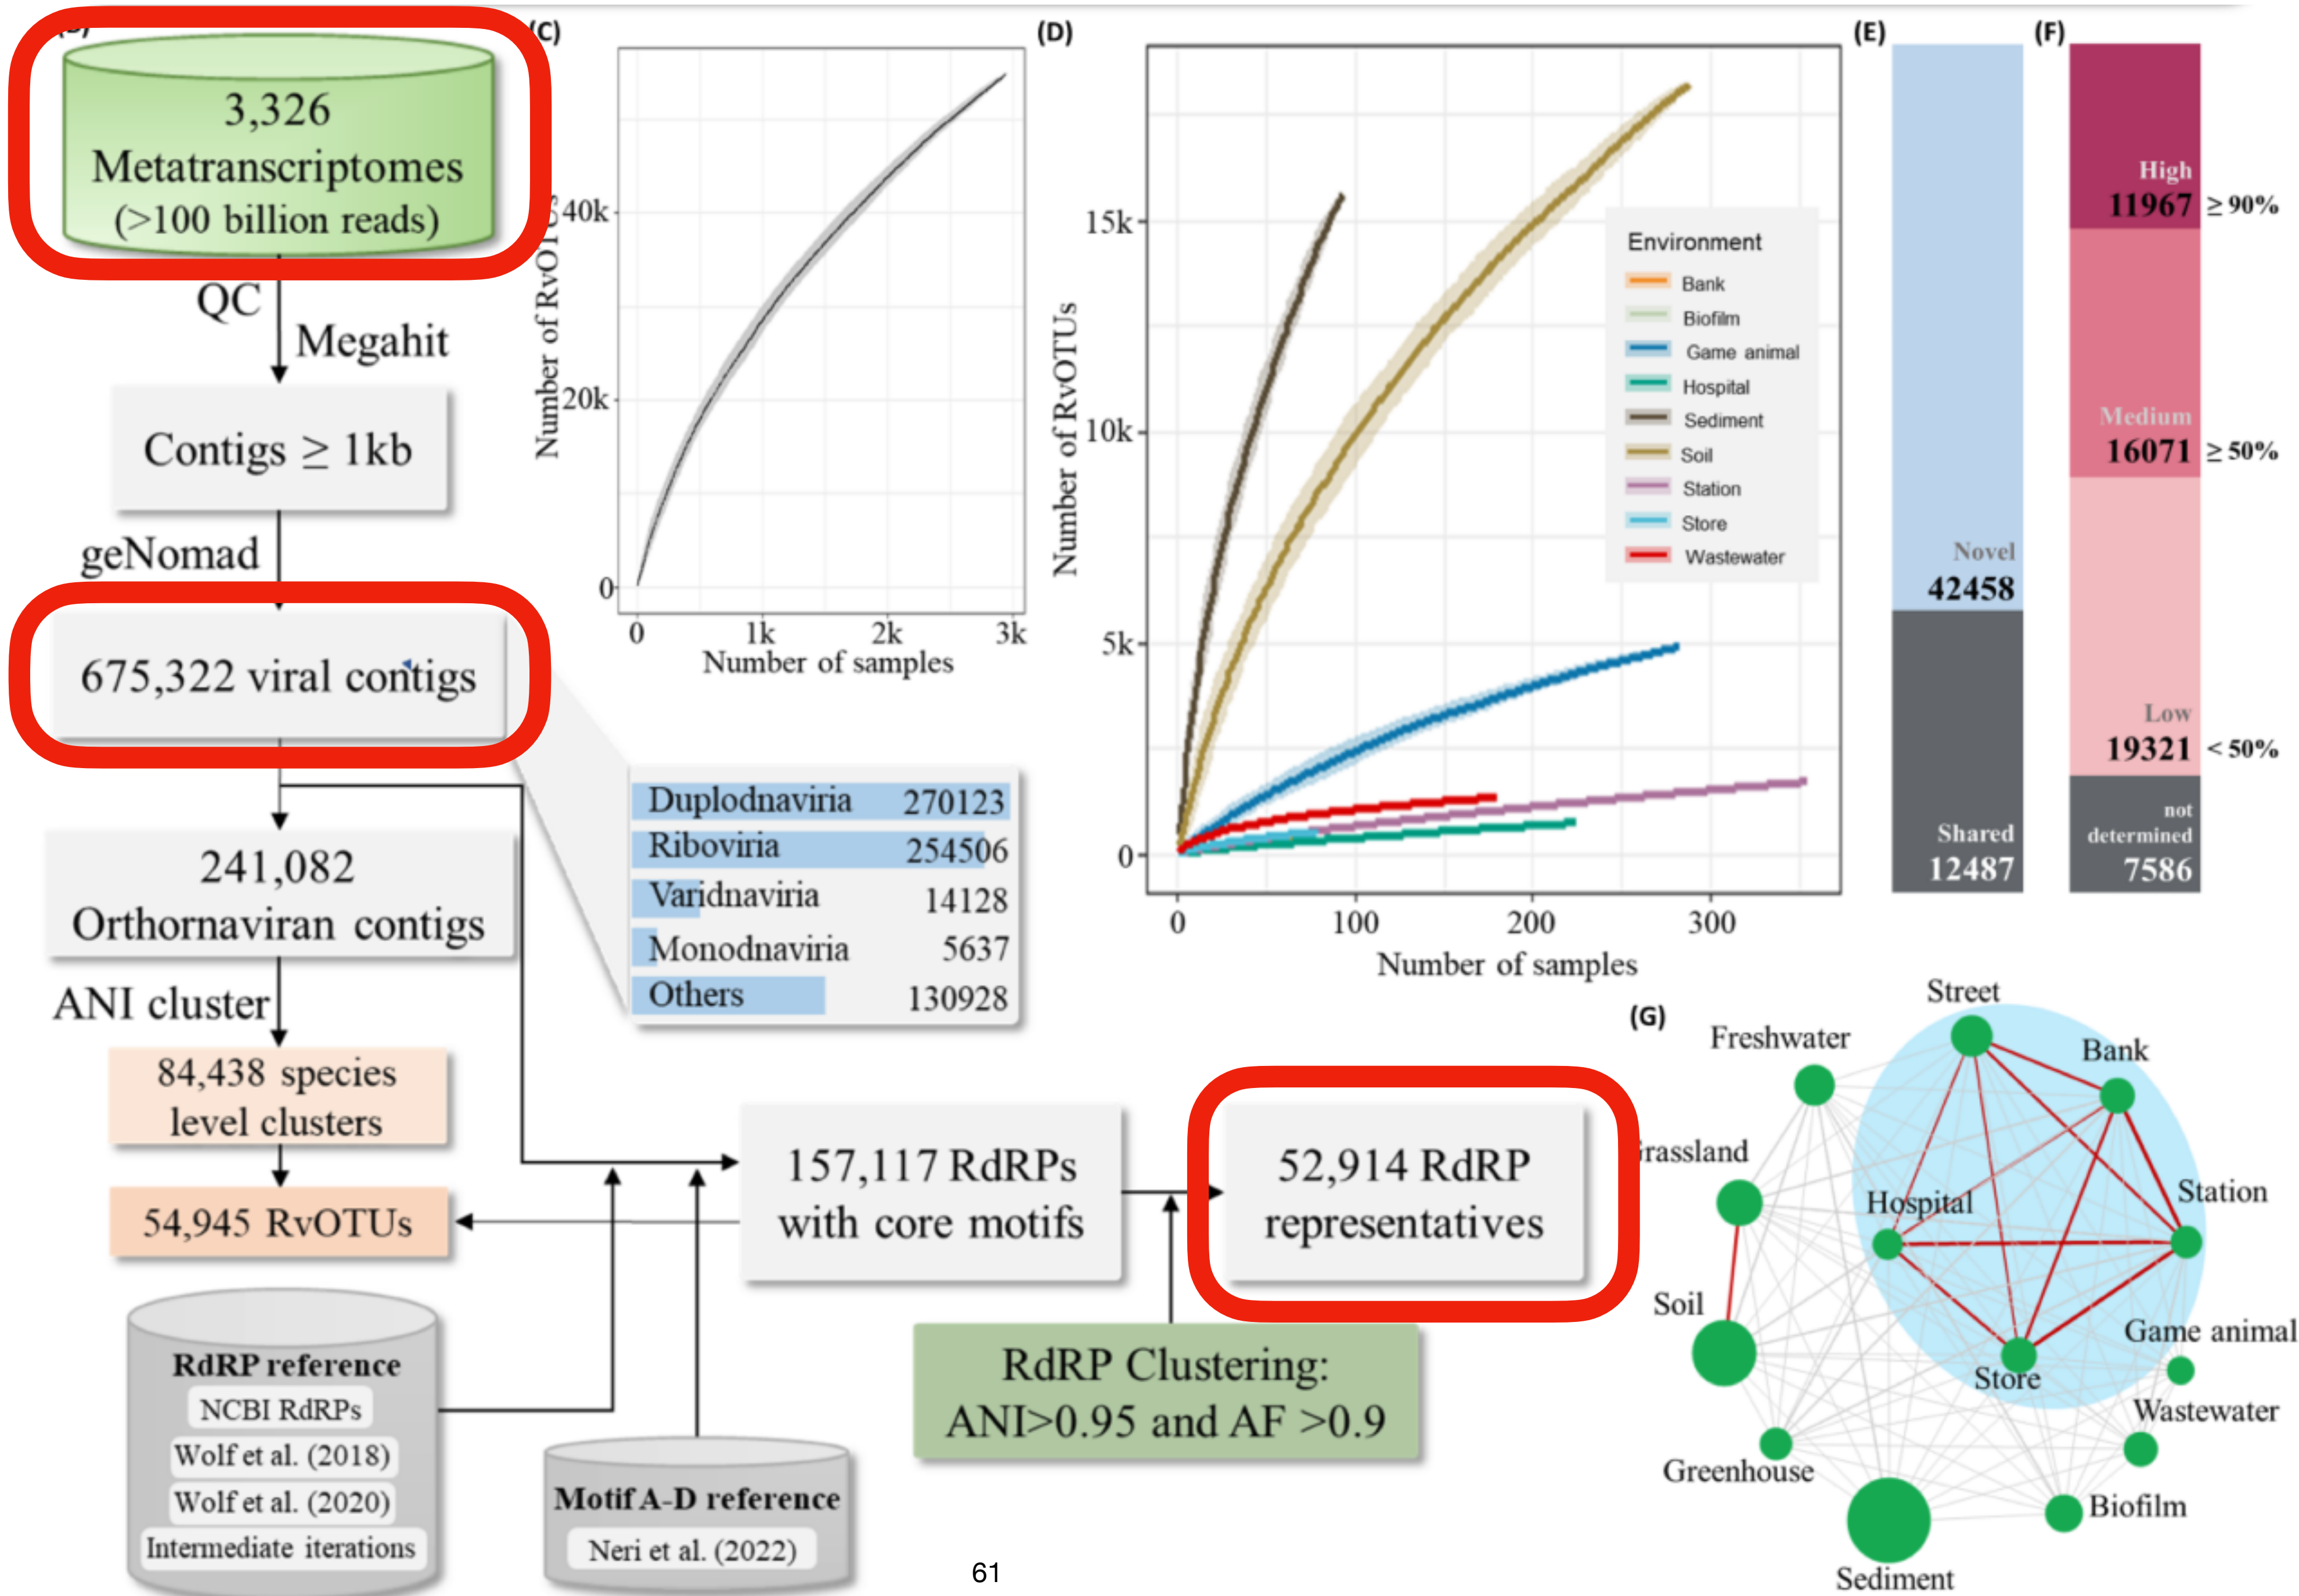 3,326
Metatranscriptomes
(>100 billion reads)
QC
Megahit
Contigs ≥ 1kb
geNomad
675,322 viral contigs
241,082
Orthornaviran contigs
ANI cluster
84,438 species
level clusters
54,945 RvOTUs
RdRP reference
NCBI RdRPs
Wolf et al. (2018)
Wolf et al. (2020)
Intermediate iterations
Motif A-D reference
Neri et al. (2022)
Duplodnaviria 270123
Riboviria 254506
Varidnaviria 14128
Monodnaviria 5637
Others 130928
157,117 RdRPs
with core motifs
52,914 RdRP
representatives
RdRP Clustering:
ANI>0.95 and AF >0.9
(C)
Number of RvOTUs
40k
20k
0
0 1k 2k 3k
Number of samples
(D)
Number of RvOTUs
15k
10k
5k
0
0 100 200 300
Number of samples
Environment
Bank
Biofilm
Game animal
Hospital
Sediment
Soil
Station
Store
Wastewater
(E)
Novel
42458
Shared
12487
(F)
High
11967 ≥ 90%
Medium
16071 ≥ 50%
Low
19321 < 50%
not
determined
7586
(G)
Street
Freshwater
Bank
Hospital
Station
Soil
Game animal
Store
Wastewater
Greenhouse
Biofilm
Sediment
61